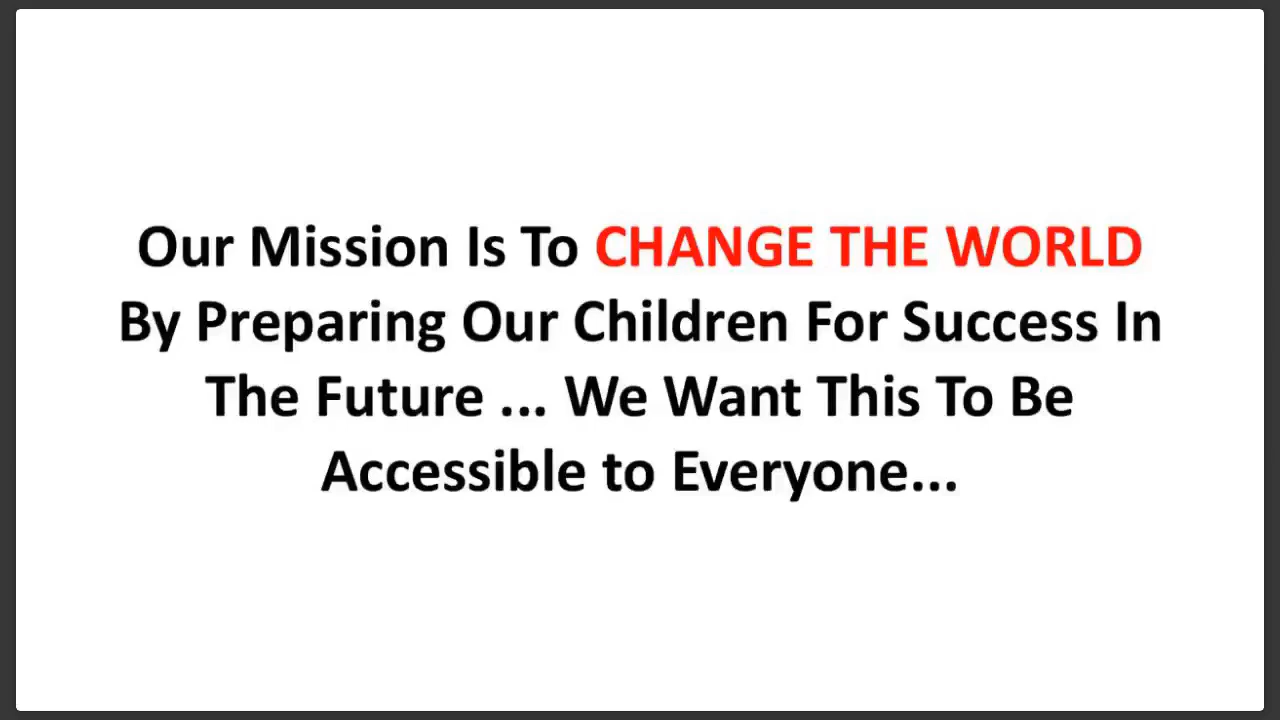 Our Mission Is To CHANGE THE WORLD
By Preparing Our Children For Success In
The Future ... We Want This To Be
Accessible to Everyone...